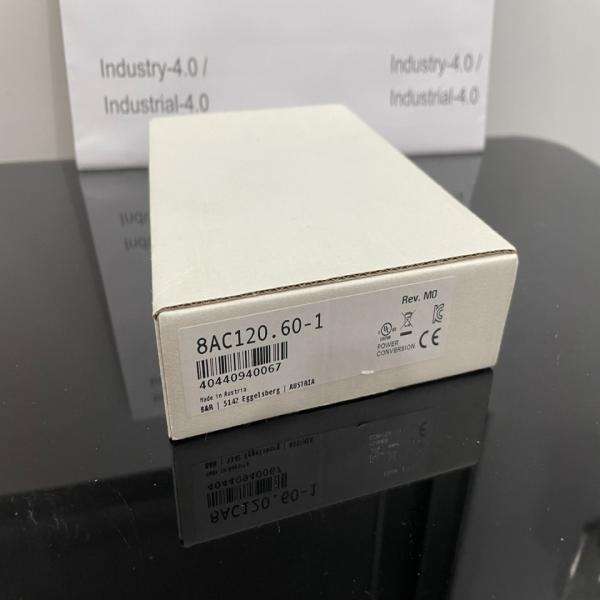 Industry-4.0 /
Industrial-4.0
Industry-4.0 /
Industrial-4.0
Rev. M0
8AC120.60-1
40440940067
POWER
CONVERSION
CE
Made in Austria
B&R | 5142 Eggelsberg | AUSTRIA